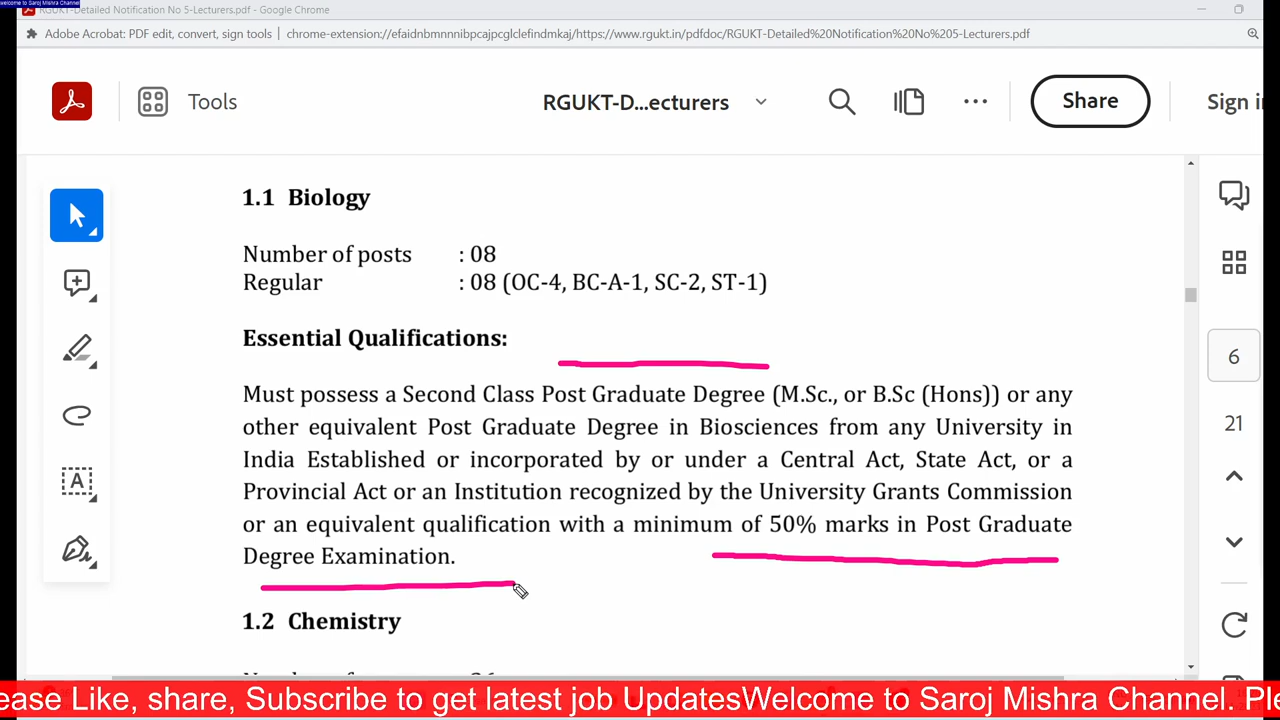 Welcome to Saroj Mishra Channel
RGUKT-Detailed Notification No 5-Lecturers.pdf - Google Chrome
Adobe Acrobat: PDF edit, convert, sign tools | chrome-extension://efaidnbmnnnibpcajpcglclefindmkaj/https://www.rgukt.in/pdfdoc/RGUKT-Detailed%20Notification%20No%205-Lecturers.pdf
Tools
RGUKT-D...ecturers
Share
Sign in
1.1 Biology
Number of posts : 08
Regular : 08 (OC-4, BC-A-1, SC-2, ST-1)
Essential Qualifications:
Must possess a Second Class Post Graduate Degree (M.Sc., or B.Sc (Hons)) or any
other equivalent Post Graduate Degree in Biosciences from any University in
India Established or incorporated by or under a Central Act, State Act, or a
Provincial Act or an Institution recognized by the University Grants Commission
or an equivalent qualification with a minimum of 50% marks in Post Graduate
Degree Examination.
1.2 Chemistry
6
21
ease Like, share, Subscribe to get latest job UpdatesWelcome to Saroj Mishra Channel. Ple